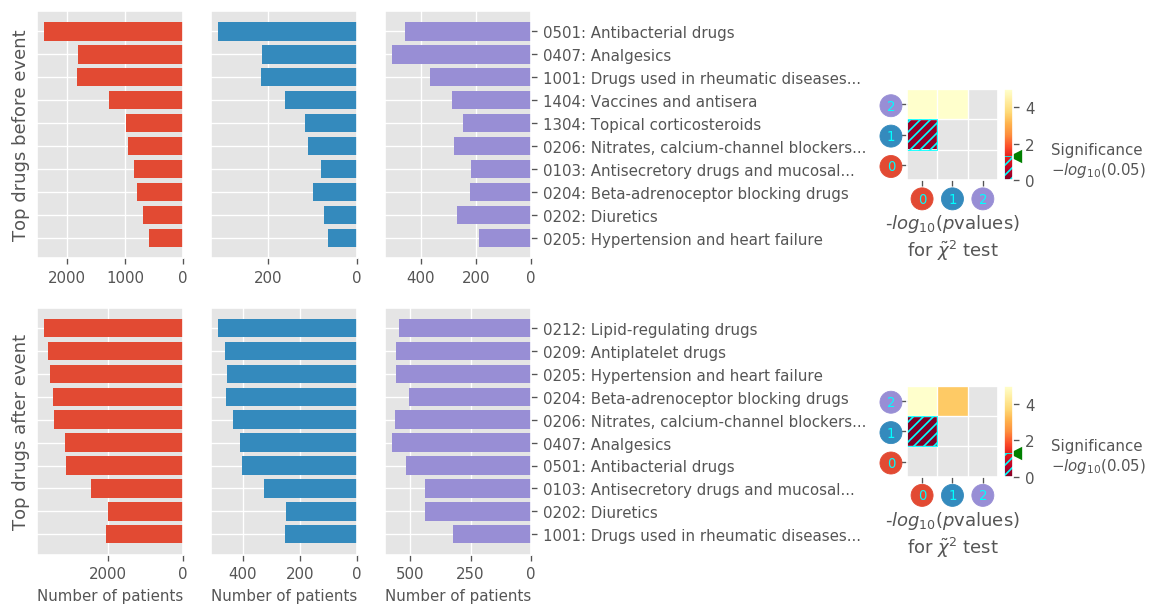 Top drugs before event
0501: Antibacterial drugs
0407: Analgesics
1001: Drugs used in rheumatic diseases...
1404: Vaccines and antisera
1304: Topical corticosteroids
0206: Nitrates, calcium-channel blockers...
0103: Antisecretory drugs and mucosal...
0204: Beta-adrenoceptor blocking drugs
0202: Diuretics
0205: Hypertension and heart failure
2000 1000 0
200 0
400 200 0
2
1
0
0 1 2
-log₁₀(pvalues)
for χ̃² test
4
2
0
Significance
−log₁₀(0.05)
Top drugs after event
0212: Lipid-regulating drugs
0209: Antiplatelet drugs
0205: Hypertension and heart failure
0204: Beta-adrenoceptor blocking drugs
0206: Nitrates, calcium-channel blockers...
0407: Analgesics
0501: Antibacterial drugs
0103: Antisecretory drugs and mucosal...
0202: Diuretics
1001: Drugs used in rheumatic diseases...
2000 0
400 200 0
500 250 0
Number of patients
Number of patients
Number of patients
2
1
0
0 1 2
-log₁₀(pvalues)
for χ̃² test
4
2
0
Significance
−log₁₀(0.05)